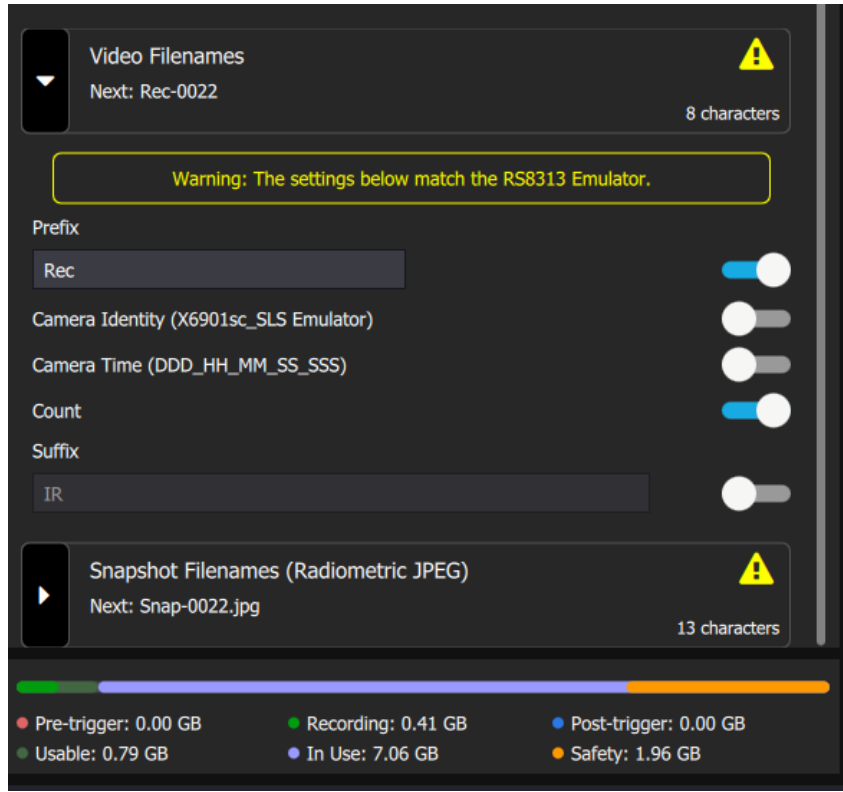 Video Filenames
Next: Rec-0022
8 characters
Warning: The settings below match the RS8313 Emulator.
Prefix
Rec
Camera Identity (X6901sc_SLS Emulator)
Camera Time (DDD_HH_MM_SS_SSS)
Count
Suffix
IR
Snapshot Filenames (Radiometric JPEG)
Next: Snap-0022.jpg
13 characters
Pre-trigger: 0.00 GB Recording: 0.41 GB Post-trigger: 0.00 GB
Usable: 0.79 GB In Use: 7.06 GB Safety: 1.96 GB